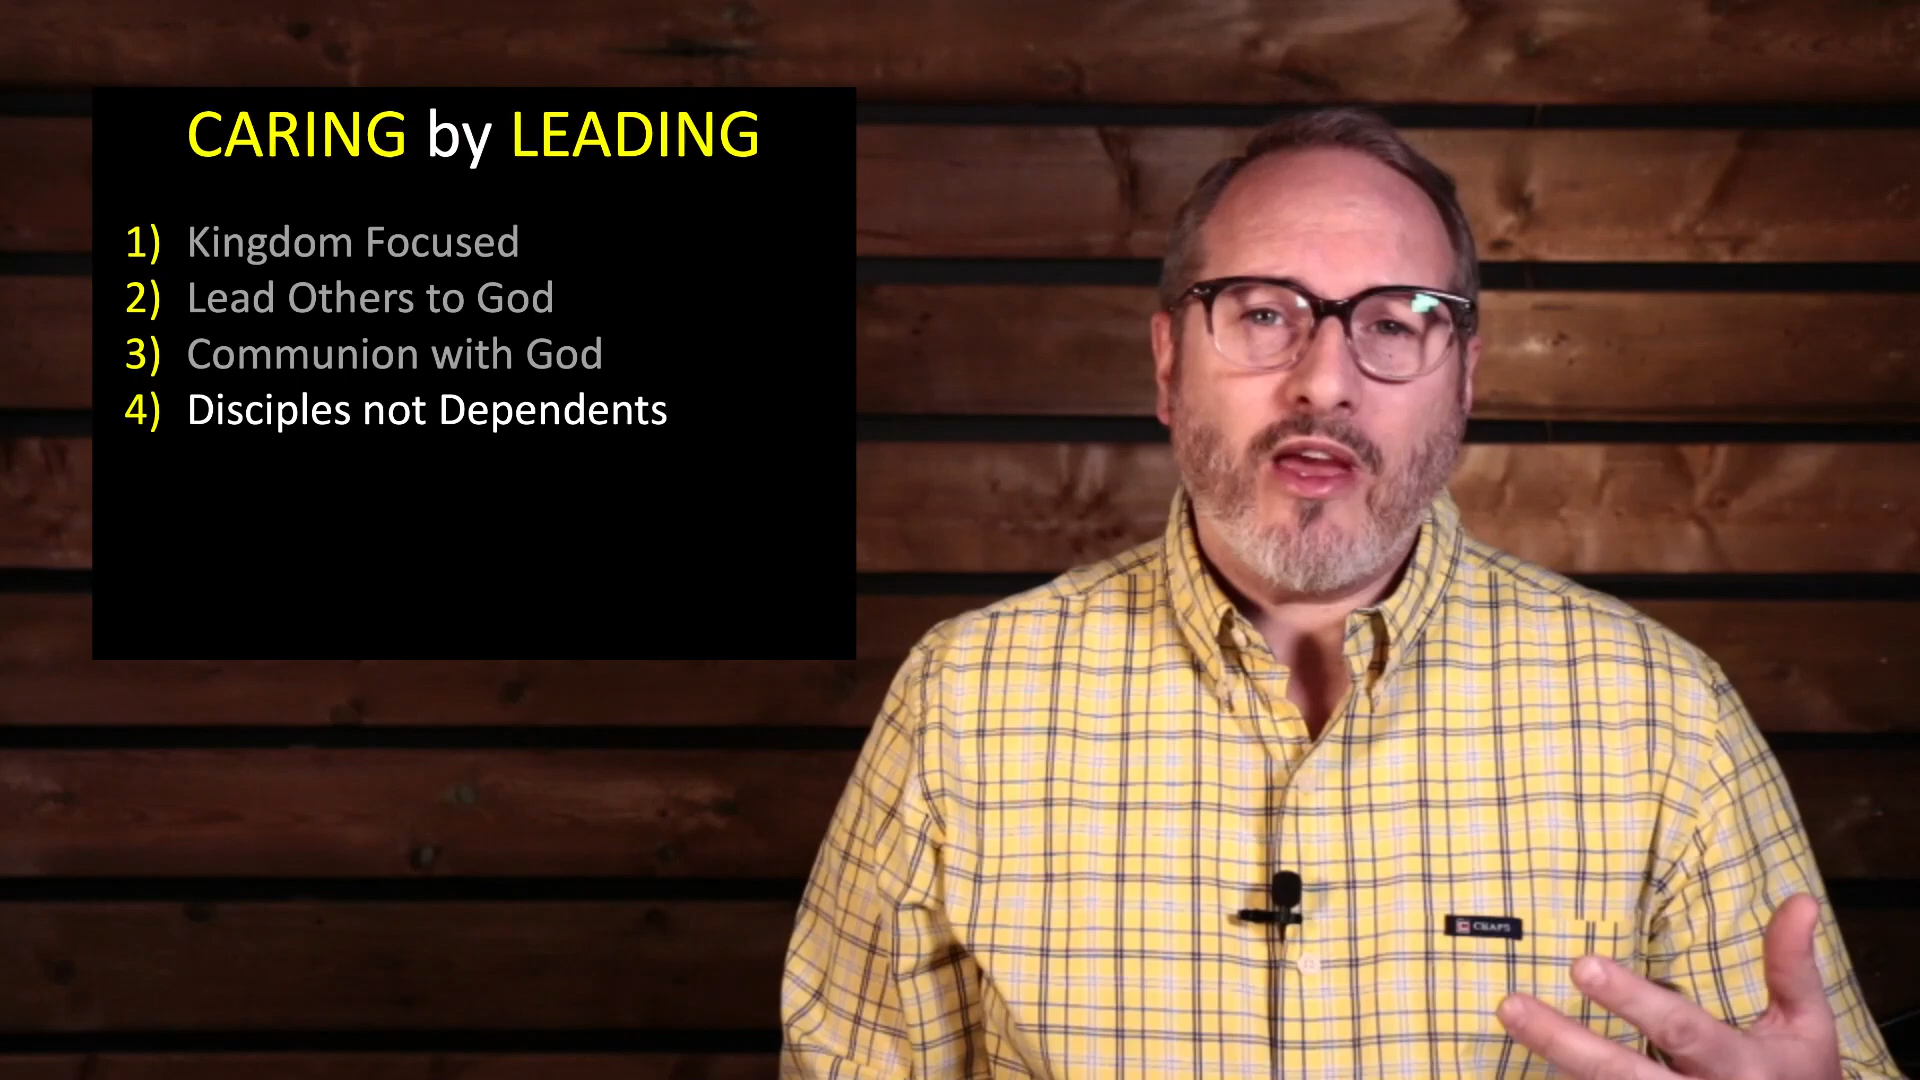 CARING by LEADING
1) Kingdom Focused
2) Lead Others to God
3) Communion with God
4) Disciples not Dependents
CHAPS